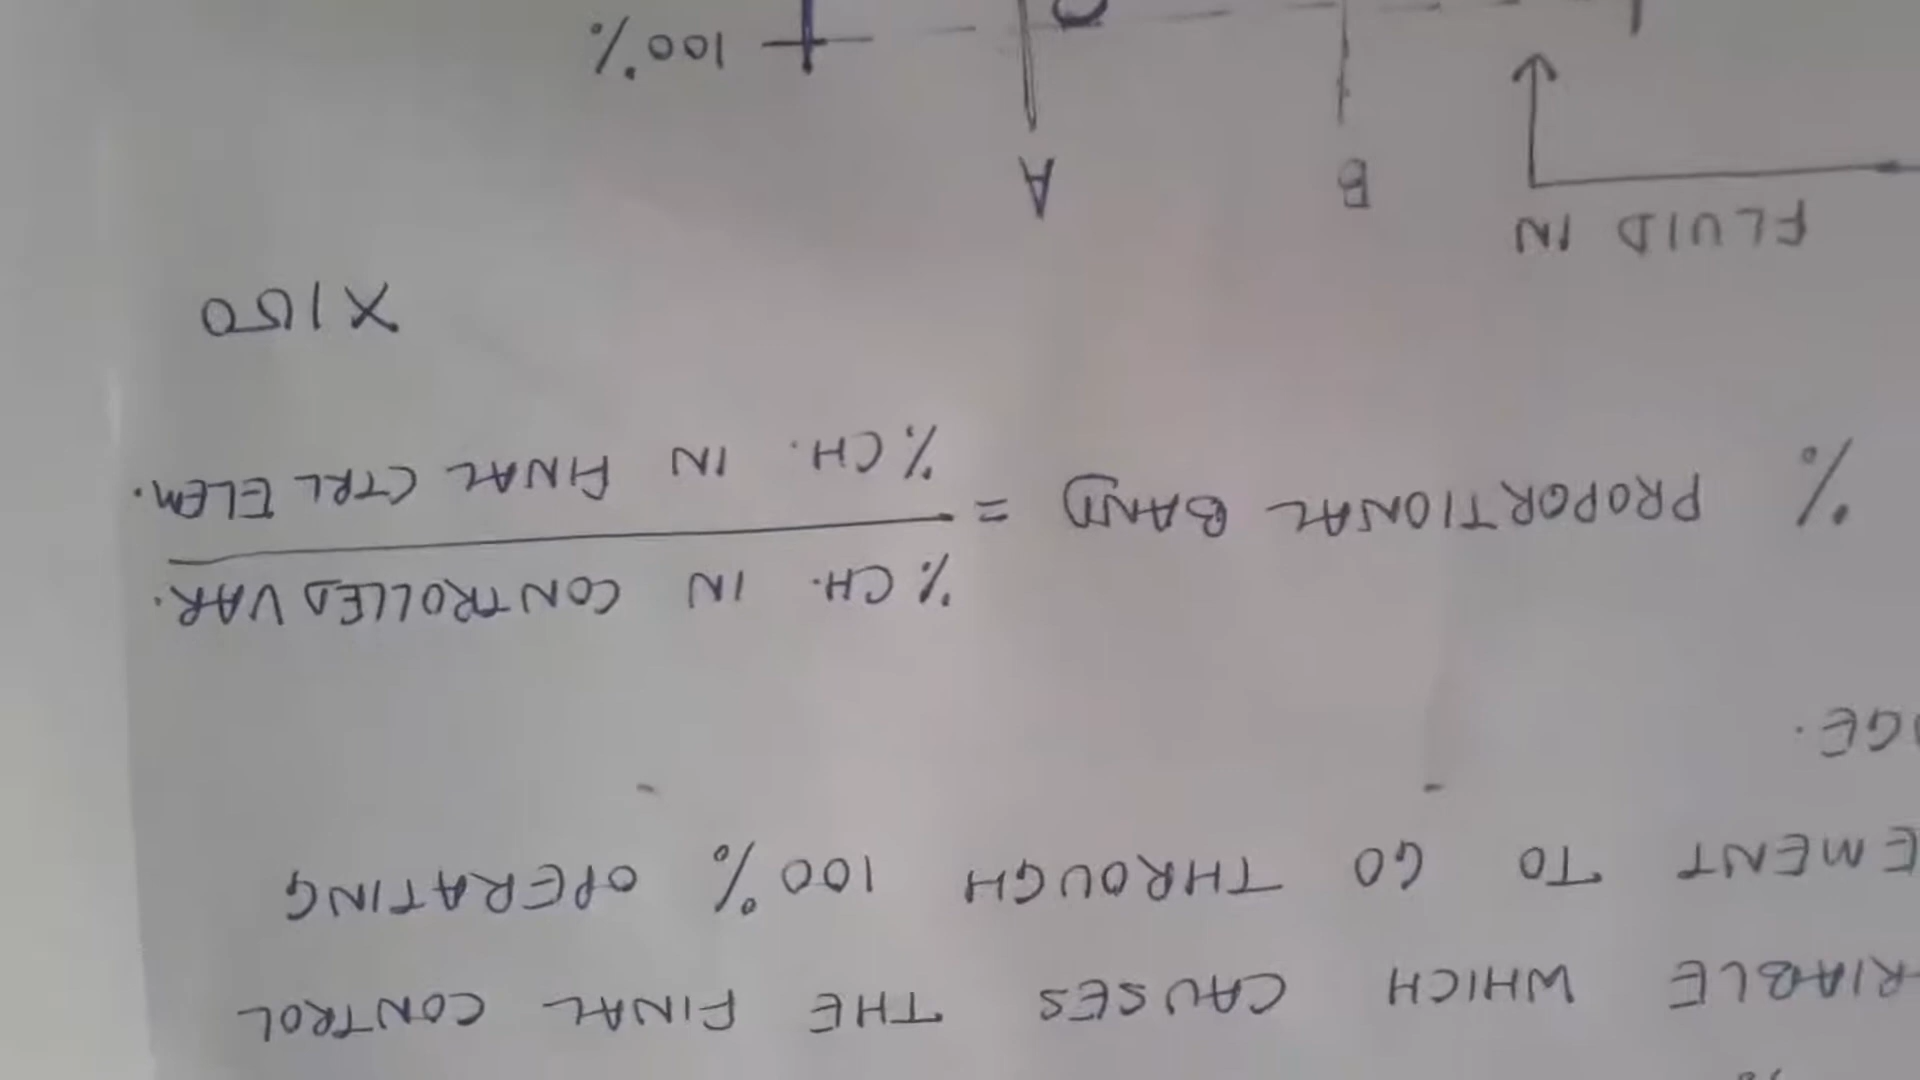 RIABLE WHICH CAUSES THE FINAL CONTROL
EMENT TO GO THROUGH 100% OPERATING
GE.
% CH. IN CONTROLLED VAR.
% PROPORTIONAL BAND =
% CH. IN FINAL CTRL ELEM.
X100
FLUID IN
B A
100%